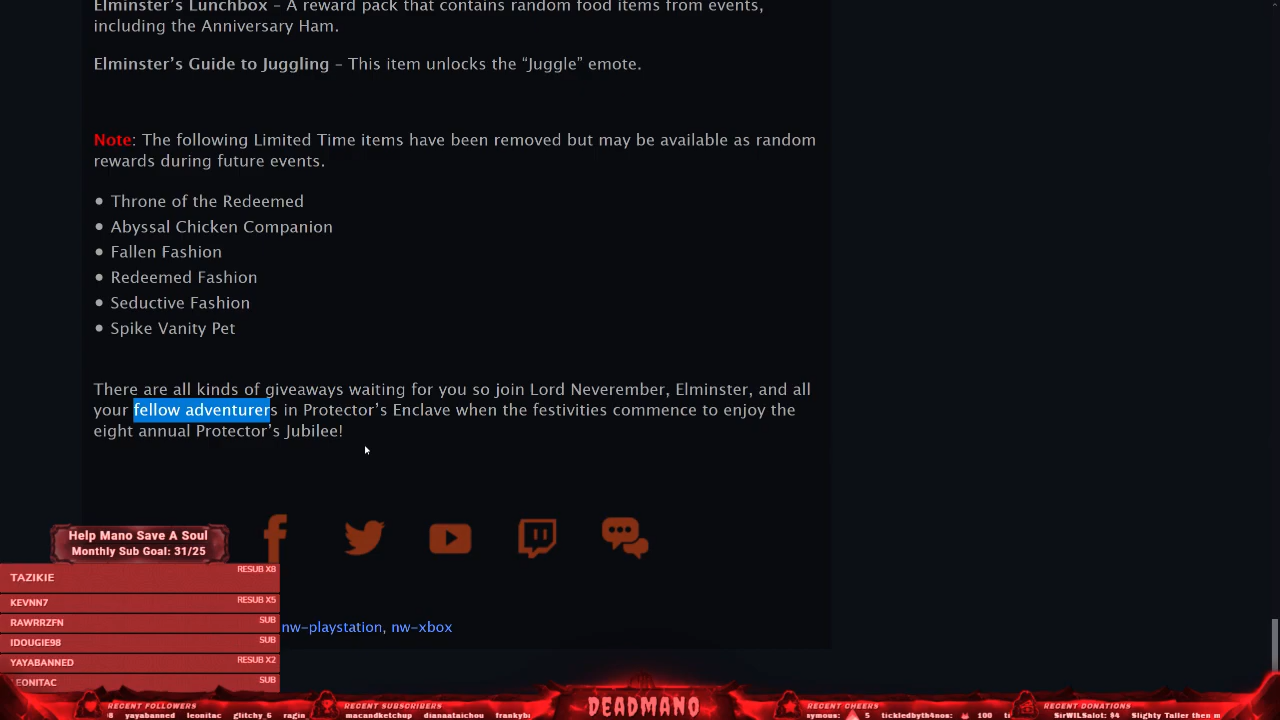 Elminster's Lunchbox – A reward pack that contains random food items from events,
including the Anniversary Ham.
Elminster's Guide to Juggling – This item unlocks the “Juggle” emote.
Note: The following Limited Time items have been removed but may be available as random
rewards during future events.
• Throne of the Redeemed
• Abyssal Chicken Companion
• Fallen Fashion
• Redeemed Fashion
• Seductive Fashion
• Spike Vanity Pet
There are all kinds of giveaways waiting for you so join Lord Neverember, Elminster, and all
your fellow adventurers in Protector’s Enclave when the festivities commence to enjoy the
eight annual Protector’s Jubilee!
Help Mano Save A Soul
Monthly Sub Goal: 31/25
TAZIKIE RESUB X8
KEVNN7 RESUB X5
RAWRRZFN SUB
IDOUGIE98 SUB
YAYABANNED RESUB X2
EONITAC SUB
nw-playstation, nw-xbox
DEADMANO
RECENT FOLLOWERS
yayabanned leonitac glitchy_6 ragin
RECENT SUBSCRIBERS
macandketchup diannataichou frankyb
RECENT CHEERS
ymous: 5 tickledbyth4noa: 100
RECENT DONATIONS
SirWILSalot: $4 Slighty Taller then m